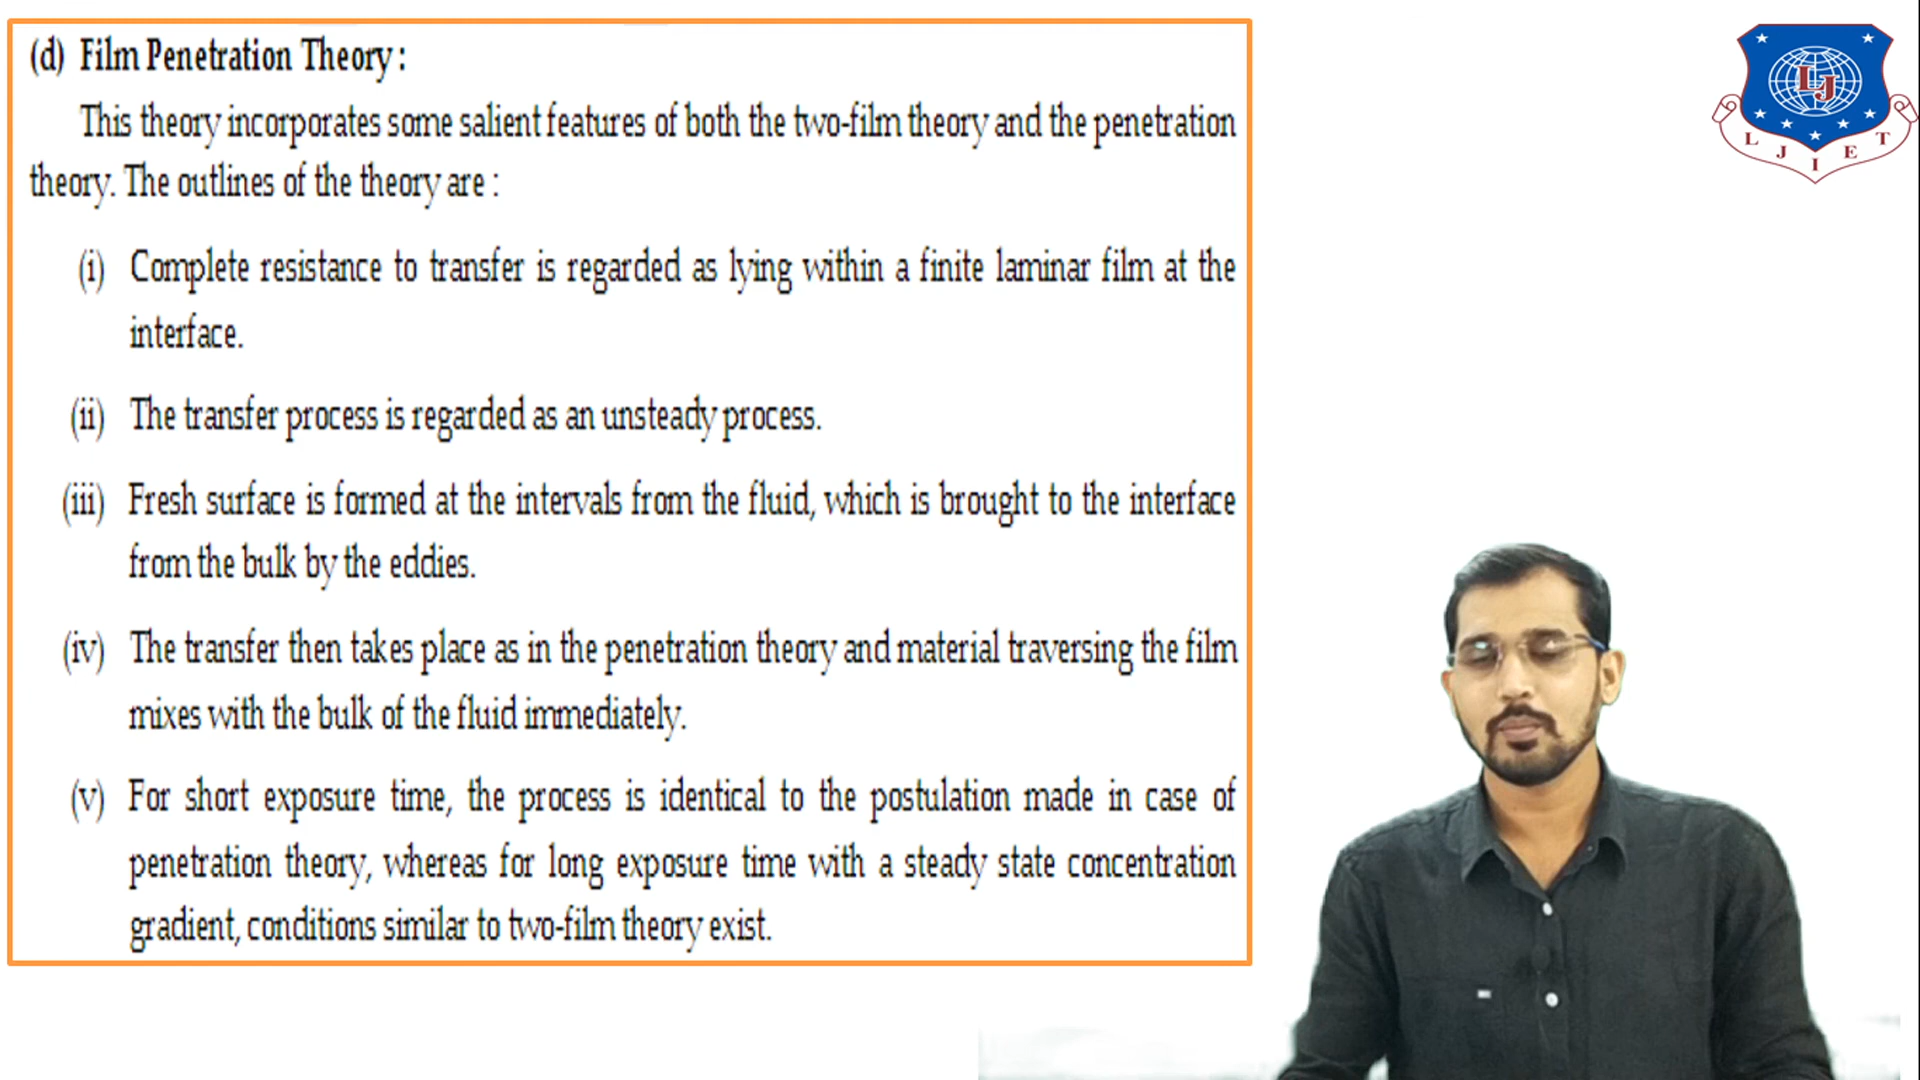 (d) Film Penetration Theory :
This theory incorporates some salient features of both the two-film theory and the penetration
theory. The outlines of the theory are :
(i) Complete resistance to transfer is regarded as lying within a finite laminar film at the
interface.
(ii) The transfer process is regarded as an unsteady process.
(iii) Fresh surface is formed at the intervals from the fluid, which is brought to the interface
from the bulk by the eddies.
(iv) The transfer then takes place as in the penetration theory and material traversing the film
mixes with the bulk of the fluid immediately.
(v) For short exposure time, the process is identical to the postulation made in case of
penetration theory, whereas for long exposure time with a steady state concentration
gradient, conditions similar to two-film theory exist.
LJ
L J I E T